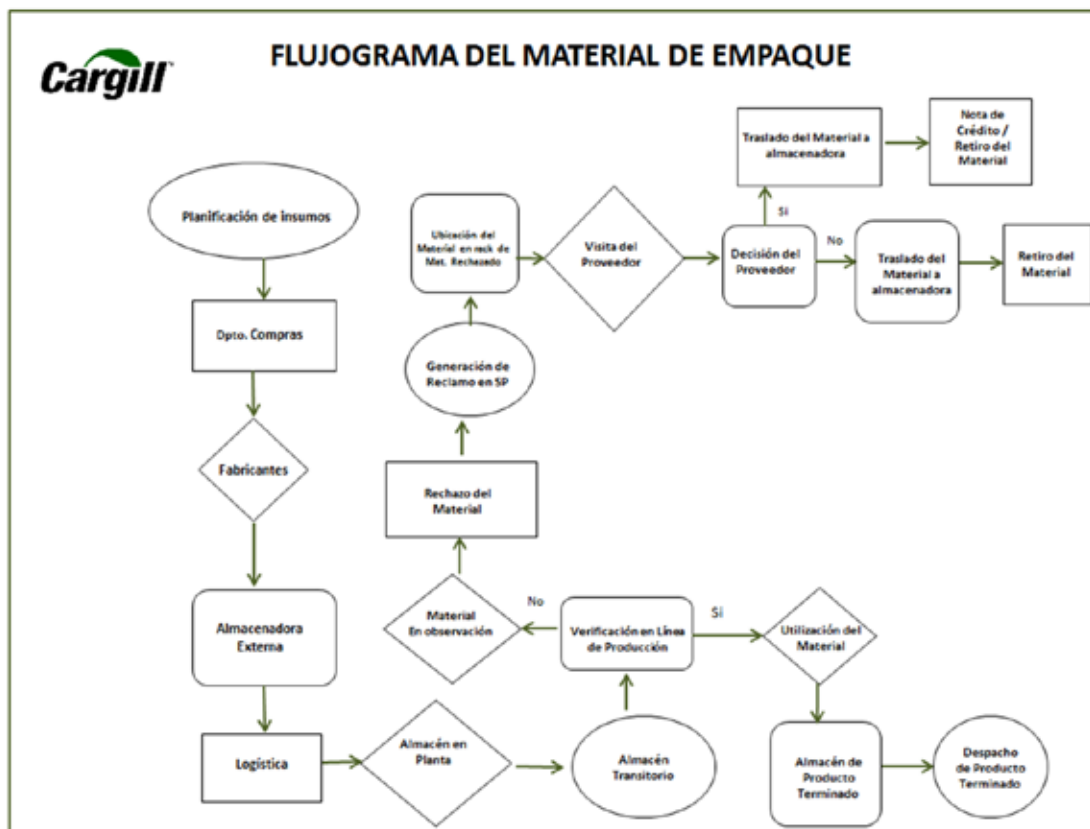 Cargill™
FLUJOGRAMA DEL MATERIAL DE EMPAQUE
Planificación de insumos
Dpto. Compras
Fabricantes
Almacenadora
Externa
Logística
Almacén en
Planta
Almacén
Transitorio
Verificación en Línea
de Producción
No
Material
En observación
Rechazo del
Material
Generación de
Reclamo en SP
Ubicación del
Material en rack de
Mat. Rechazado
Visita del
Proveedor
Decisión del
Proveedor
Si
Traslado del Material a
almacenadora
Nota de
Crédito /
Retiro del
Material
No
Traslado del
Material a
almacenadora
Retiro del
Material
Si
Utilización del
Material
Almacén de
Producto
Terminado
Despacho
de Producto
Terminado